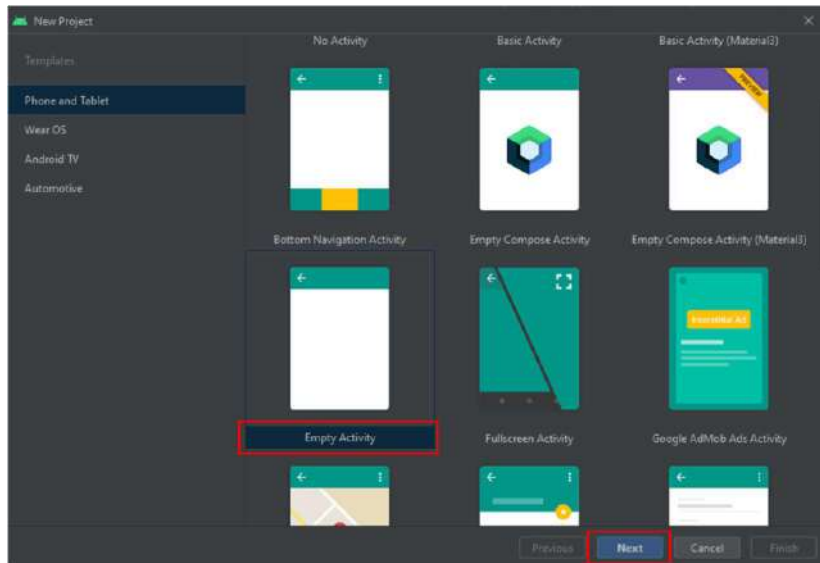 New Project
Templates
Phone and Tablet
Wear OS
Android TV
Automotive
No Activity
Basic Activity
Basic Activity (Material3)
PREVIEW
Bottom Navigation Activity
Empty Compose Activity
Empty Compose Activity (Material3)
Interstitial Ad
Empty Activity
Fullscreen Activity
Google AdMob Ads Activity
Previous
Next
Cancel
Finish